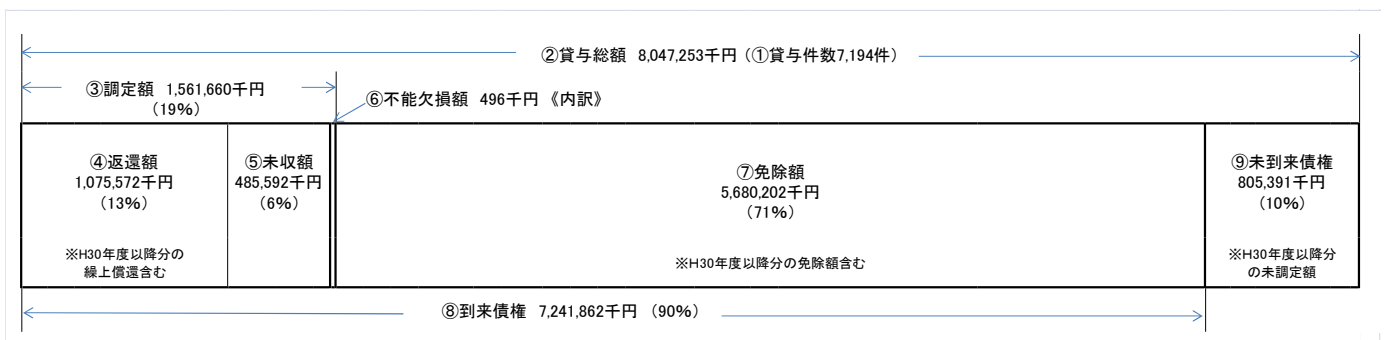 ②貸与総額 8,047,253千円（①貸与件数7,194件）
③調定額 1,561,660千円
（19%）
⑥不能欠損額 496千円 《内訳》
④返還額
1,075,572千円
（13%）
※H30年度以降分の
繰上償還含む
⑤未収額
485,592千円
（6%）
⑦免除額
5,680,202千円
（71%）
※H30年度以降分の免除額含む
⑨未到来債権
805,391千円
（10%）
※H30年度以降分
の未調定額
⑧到来債権 7,241,862千円 （90%）